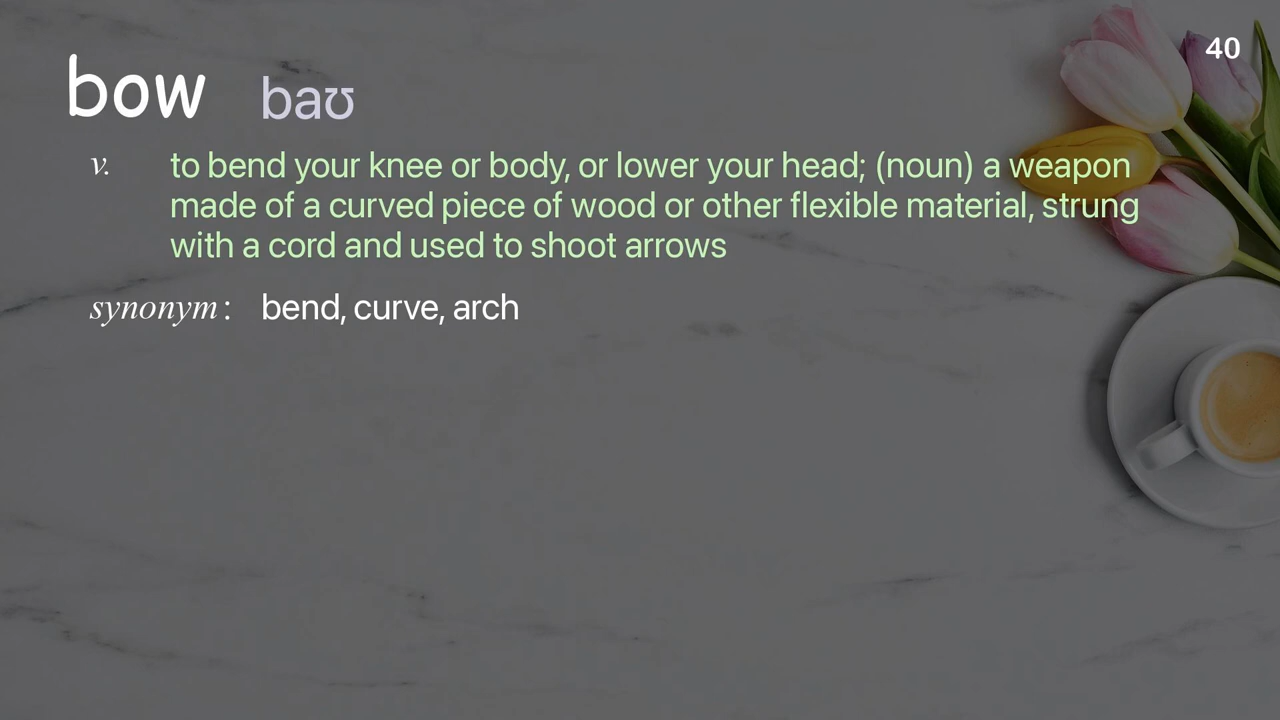 40
bow baʊ
v. to bend your knee or body, or lower your head; (noun) a weapon
made of a curved piece of wood or other flexible material, strung
with a cord and used to shoot arrows
synonym: bend, curve, arch